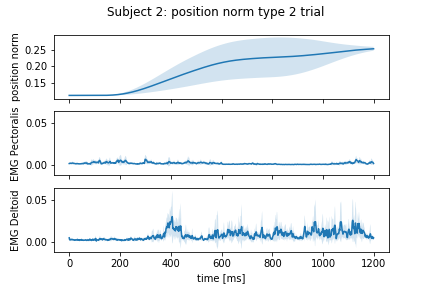 Subject 2: position norm type 2 trial
position norm
0.25
0.20
0.15
EMG Pectoralis
0.05
0.00
EMG Deltoid
0.05
0.00
0 200 400 600 800 1000 1200
time [ms]